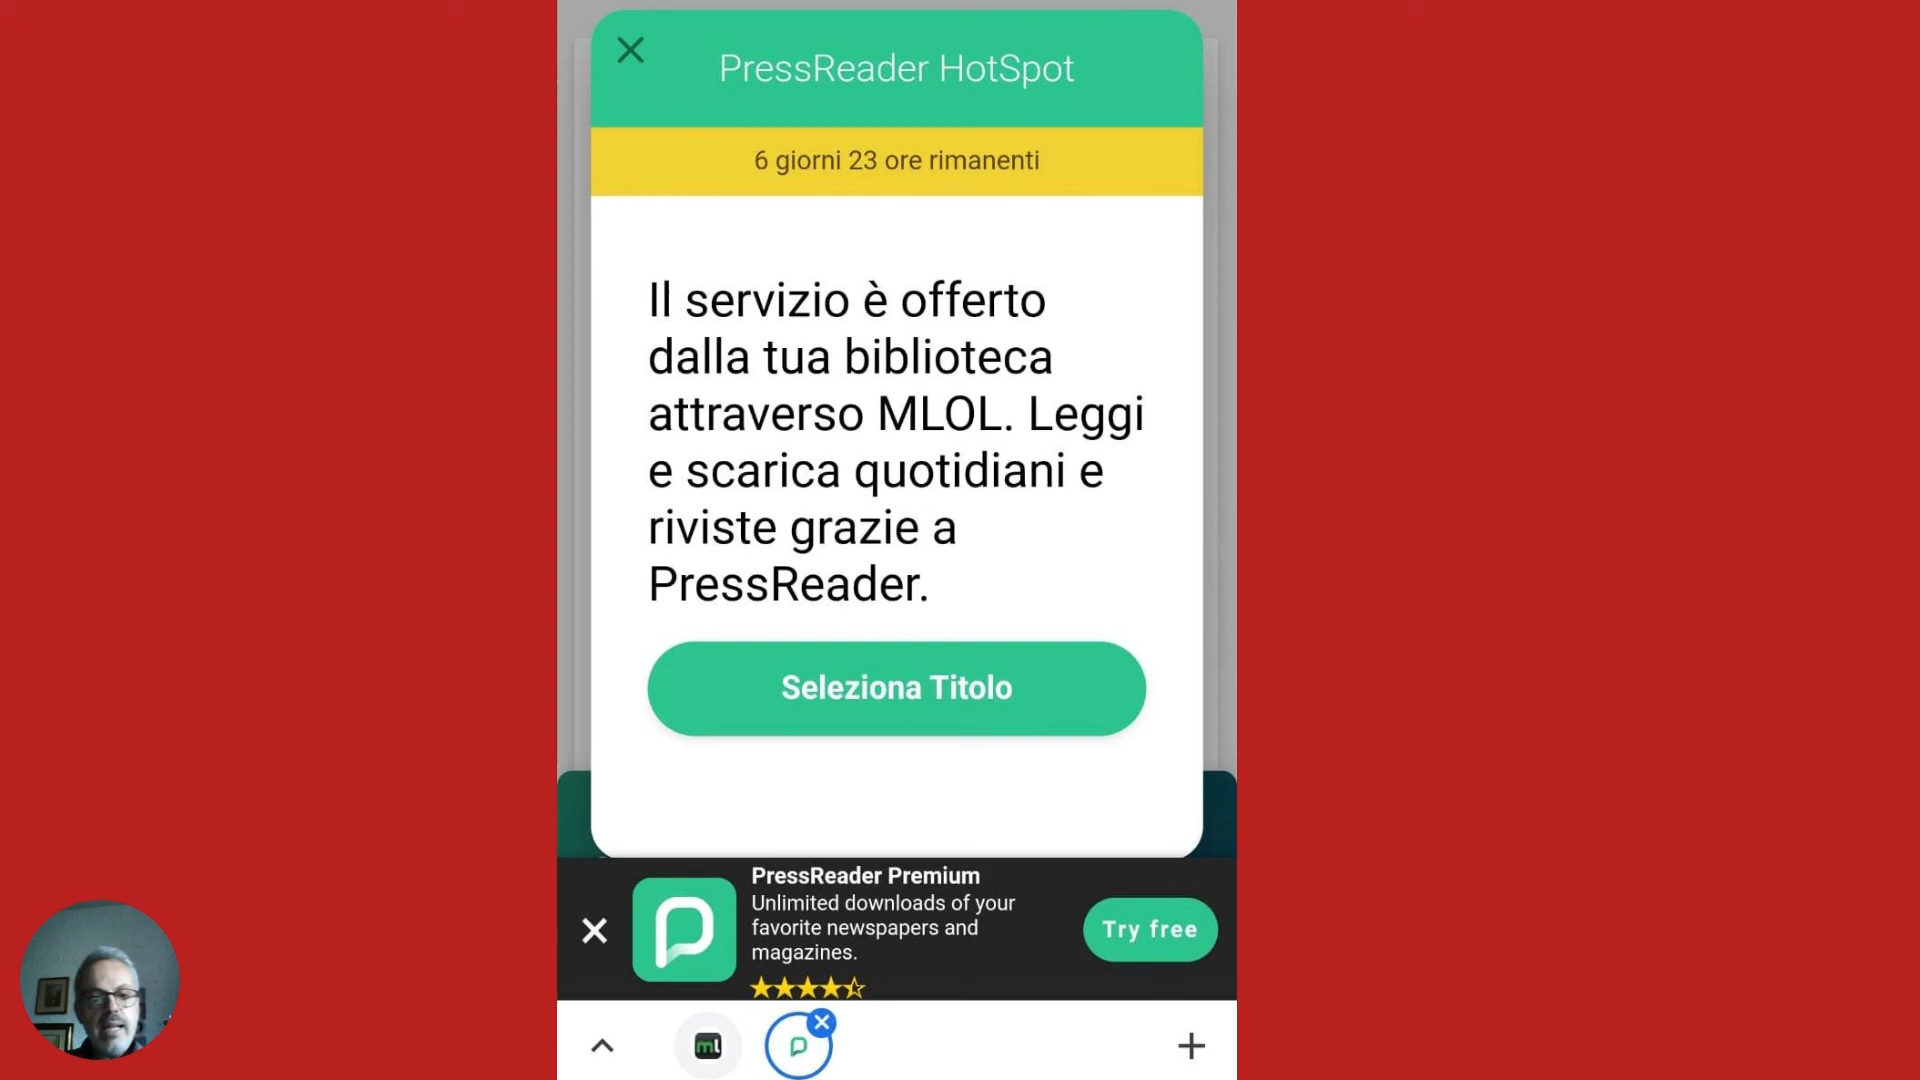 PressReader HotSpot
6 giorni 23 ore rimanenti
Il servizio è offerto
dalla tua biblioteca
attraverso MLOL. Leggi
e scarica quotidiani e
riviste grazie a
PressReader.
Seleziona Titolo
PressReader Premium
Unlimited downloads of your
favorite newspapers and
magazines.
Try free
ml